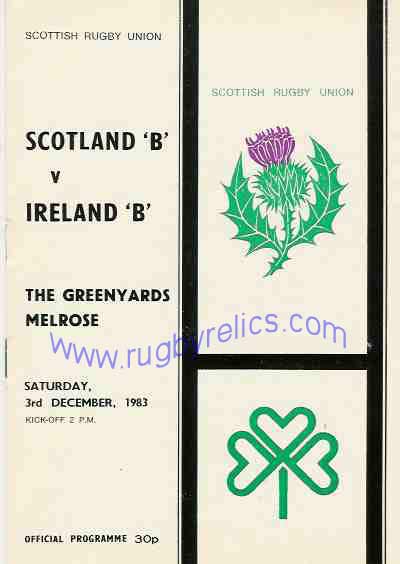 SCOTTISH RUGBY UNION
SCOTLAND 'B'
v
IRELAND 'B'
THE GREENYARDS
MELROSE
SATURDAY,
3rd DECEMBER, 1983
KICK-OFF 2 P.M.
OFFICIAL PROGRAMME 30p
SCOTTISH RUGBY UNION
www.rugbyrelics.com